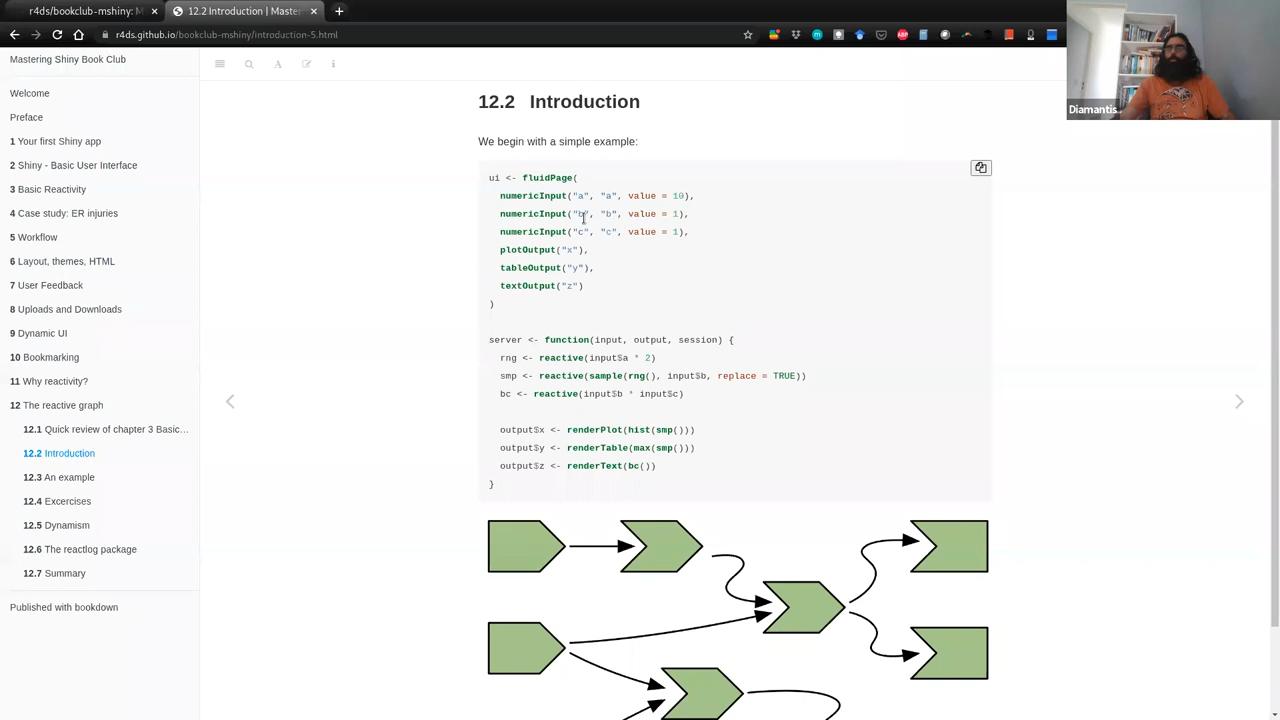 r4ds/bookclub-mshiny: M
12.2 Introduction | Master
r4ds.github.io/bookclub-mshiny/introduction-5.html
Diamantis
Mastering Shiny Book Club
Welcome
Preface
1 Your first Shiny app
2 Shiny - Basic User Interface
3 Basic Reactivity
4 Case study: ER injuries
5 Workflow
6 Layout, themes, HTML
7 User Feedback
8 Uploads and Downloads
9 Dynamic UI
10 Bookmarking
11 Why reactivity?
12 The reactive graph
12.1 Quick review of chapter 3 Basic...
12.2 Introduction
12.3 An example
12.4 Excercises
12.5 Dynamism
12.6 The reactlog package
12.7 Summary
Published with bookdown
12.2 Introduction
We begin with a simple example:
ui <- fluidPage(
numericInput("a", "a", value = 10),
numericInput("b", "b", value = 1),
numericInput("c", "c", value = 1),
plotOutput("x"),
tableOutput("y"),
textOutput("z")
)
server <- function(input, output, session) {
rng <- reactive(input$a * 2)
smp <- reactive(sample(rng(), input$b, replace = TRUE))
bc <- reactive(input$b * input$c)
output$x <- renderPlot(hist(smp()))
output$y <- renderTable(max(smp()))
output$z <- renderText(bc())
}